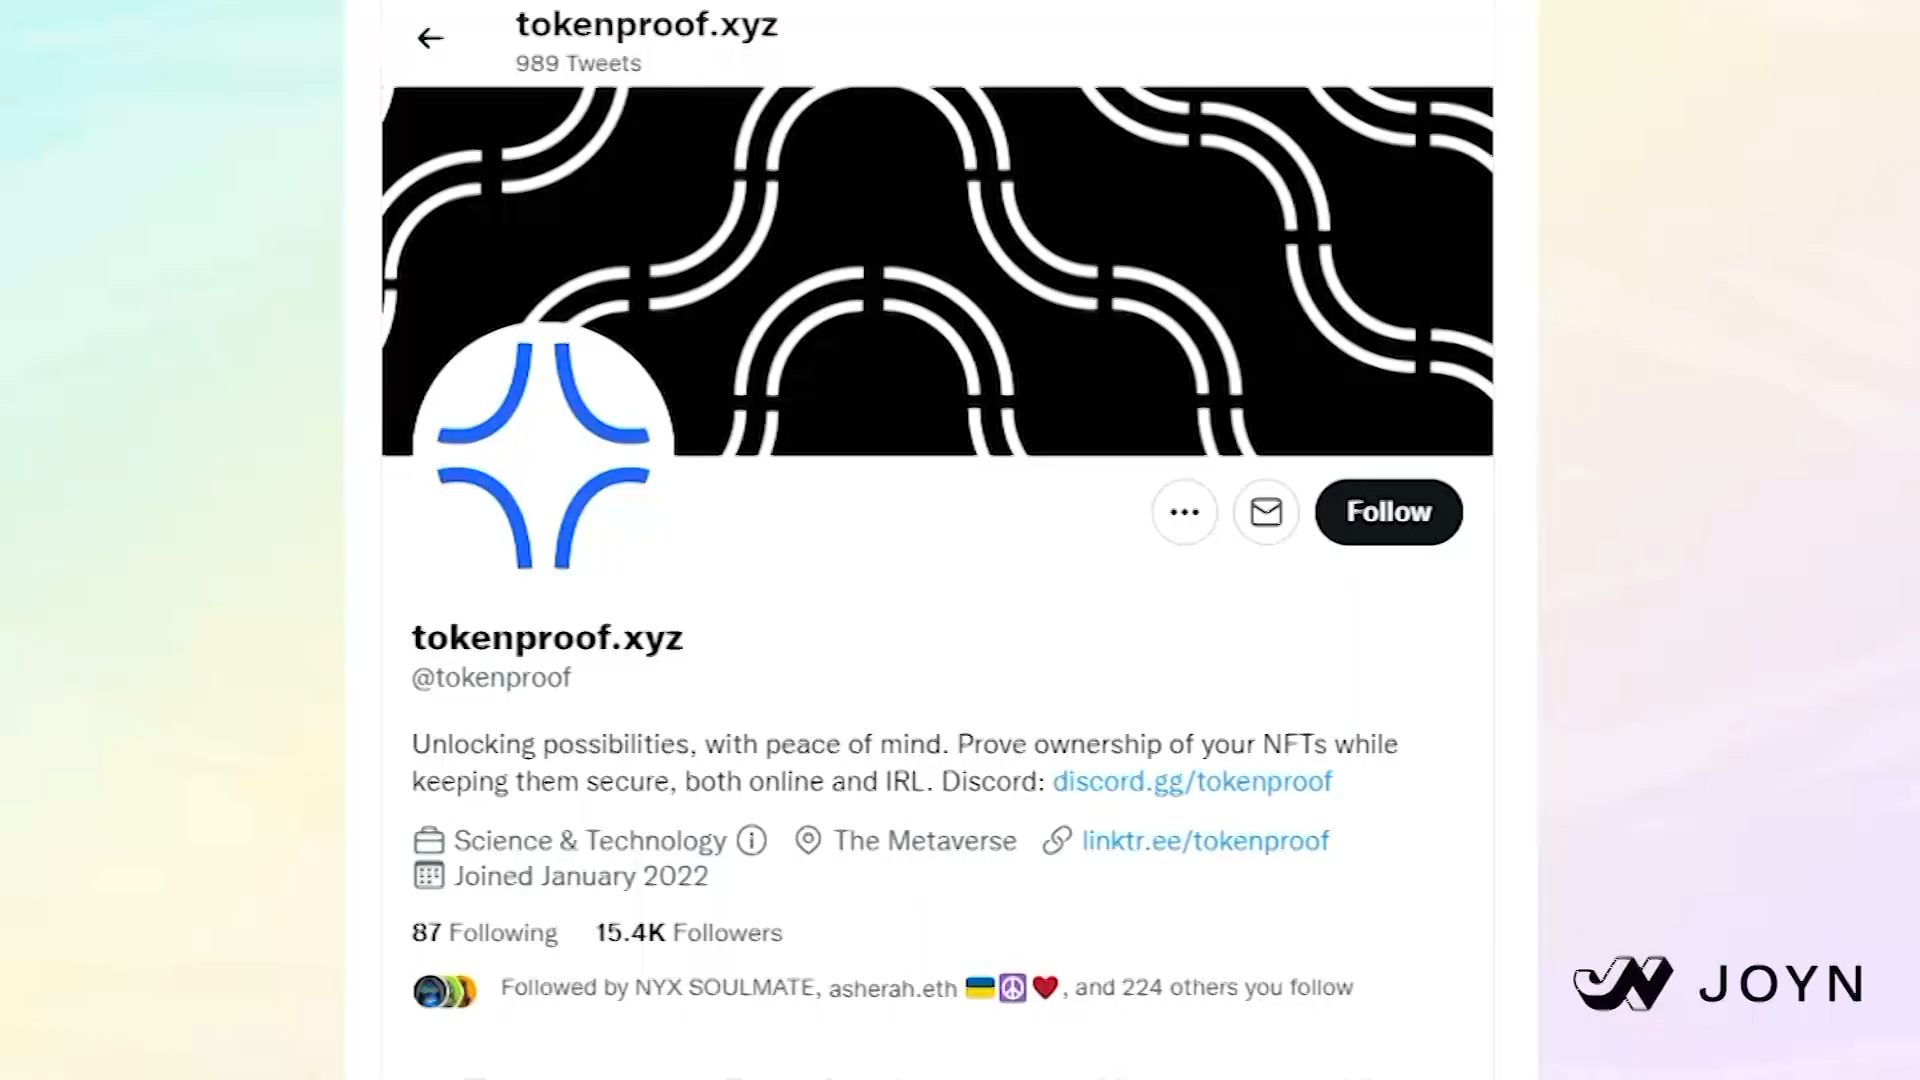 tokenproof.xyz
989 Tweets
Follow
tokenproof.xyz
@tokenproof
Unlocking possibilities, with peace of mind. Prove ownership of your NFTs while
keeping them secure, both online and IRL. Discord: discord.gg/tokenproof
Science & Technology The Metaverse linktr.ee/tokenproof
Joined January 2022
87 Following 15.4K Followers
Followed by NYX SOULMATE, asherah.eth 🇺🇦☮️❤️, and 224 others you follow
JOYN